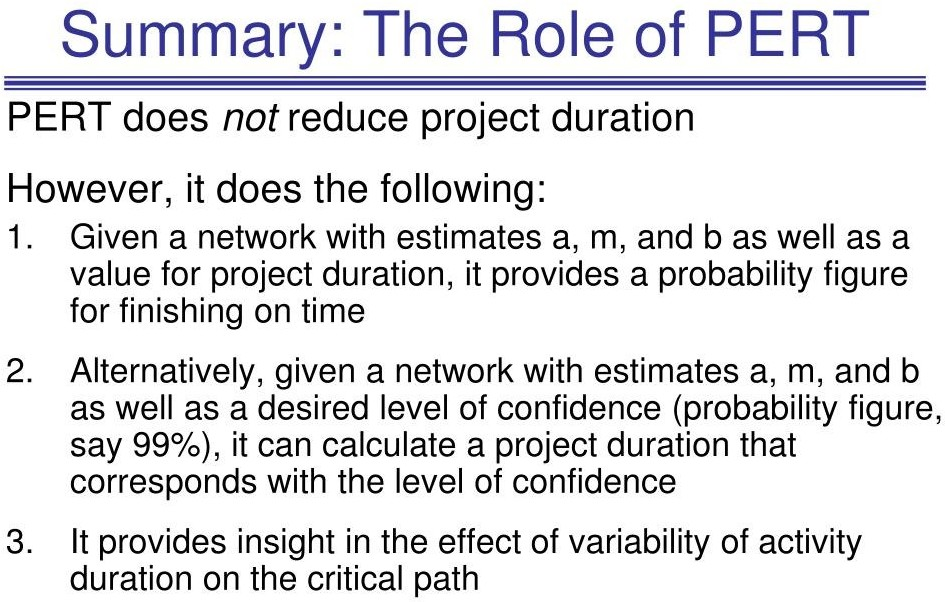 Summary: The Role of PERT
PERT does not reduce project duration
However, it does the following:
1. Given a network with estimates a, m, and b as well as a
value for project duration, it provides a probability figure
for finishing on time
2. Alternatively, given a network with estimates a, m, and b
as well as a desired level of confidence (probability figure,
say 99%), it can calculate a project duration that
corresponds with the level of confidence
3. It provides insight in the effect of variability of activity
duration on the critical path